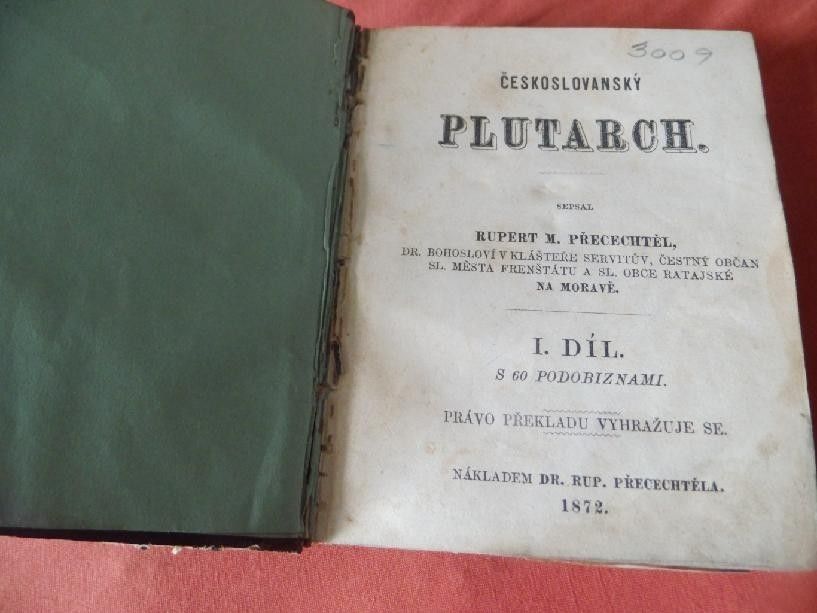 3009
ČESKOSLOVANSKÝ
PLUTARCH.
SEPSAL
RUPERT M. PŘECECHTĚL,
DR. BOHOSLOVÍ V KLÁŠTEŘE SERVITŮV, ČESTNÝ OBČAN
SL. MĚSTA FRENŠTÁTU A SL. OBCE RATAJSKÉ
NA MORAVĚ.
I. DÍL.
S 60 PODOBIZNAMI.
PRÁVO PŘEKLADU VYHRAŽUJE SE.
NÁKLADEM DR. RUP. PŘECECHTĚLA.
1872.